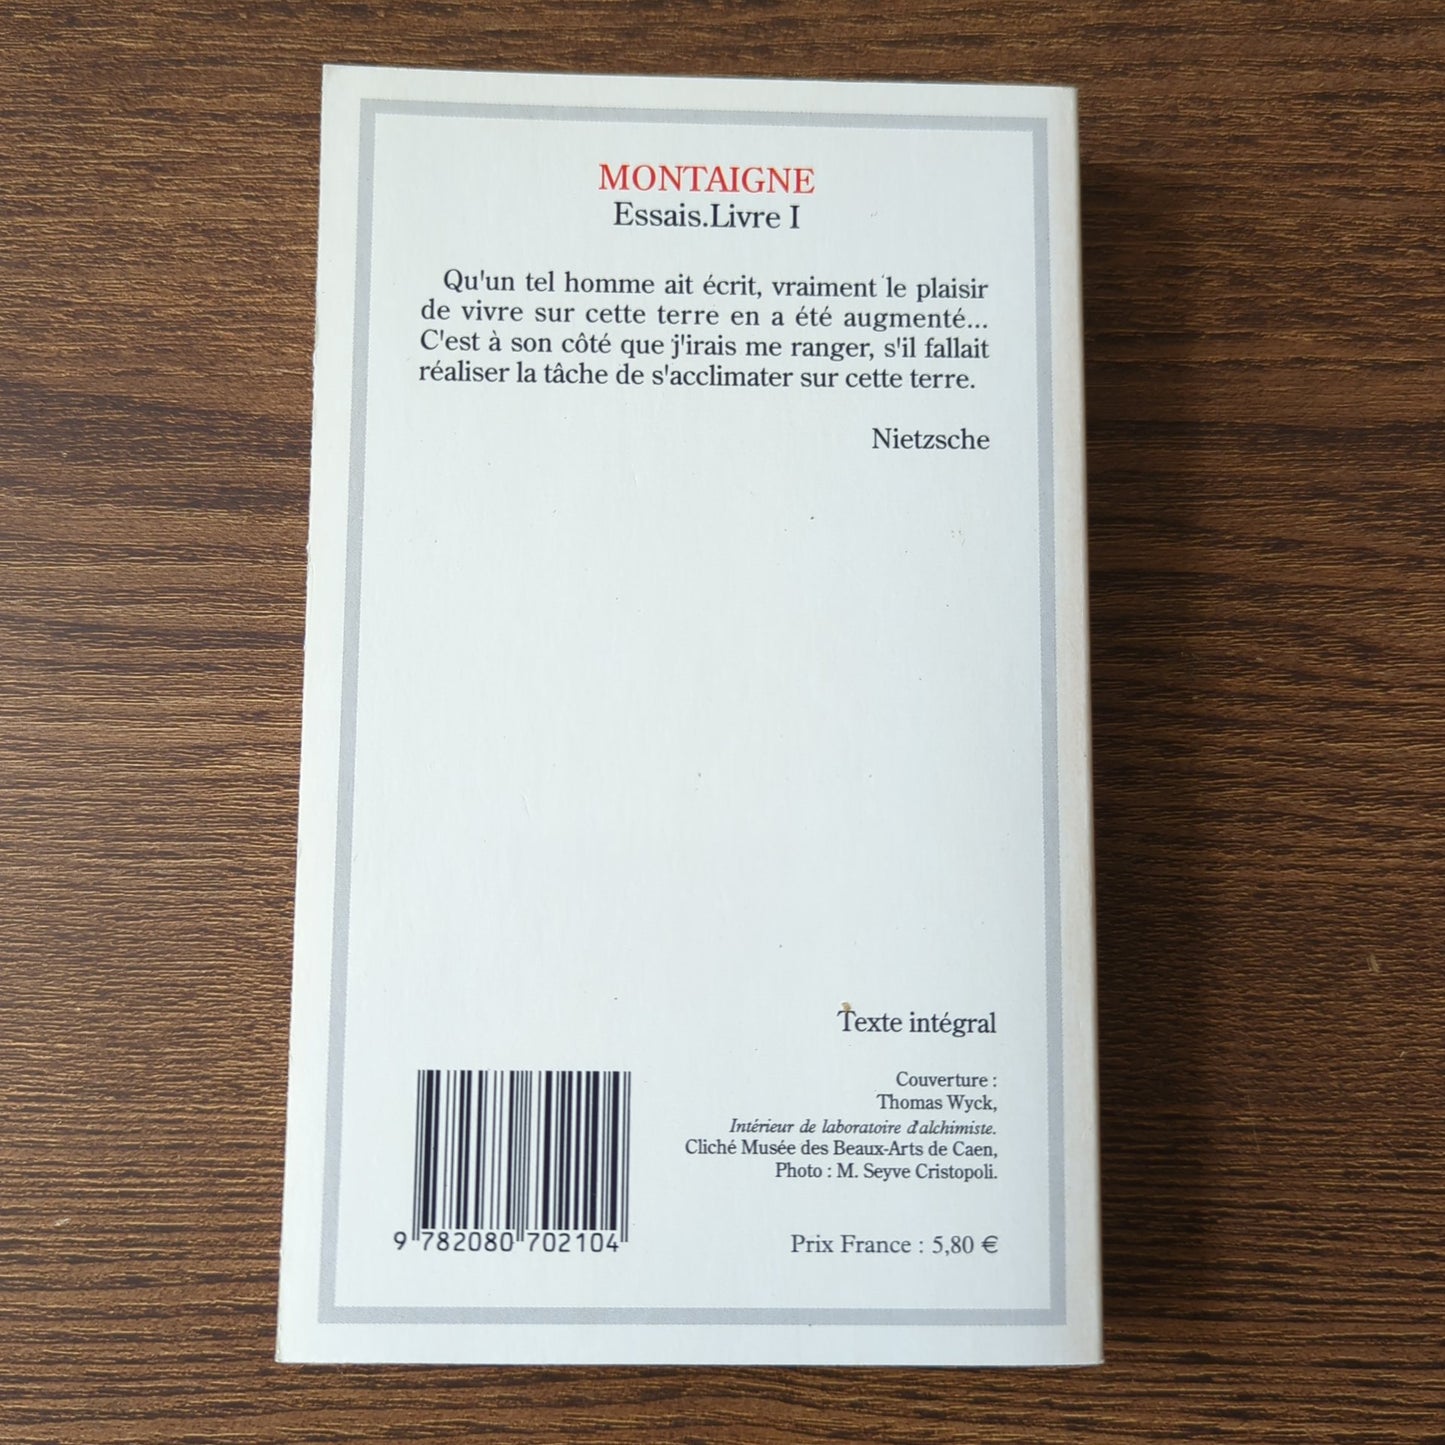 MONTAIGNE
Essais.Livre I
Qu'un tel homme ait écrit, vraiment le plaisir
de vivre sur cette terre en a été augmenté...
C'est à son côté que j'irais me ranger, s'il fallait
réaliser la tâche de s'acclimater sur cette terre.
Nietzsche
Texte intégral
Couverture :
Thomas Wyck,
Intérieur de laboratoire d'alchimiste.
Cliché Musée des Beaux-Arts de Caen,
Photo : M. Seyve Cristopoli.
9 782080 702104
Prix France : 5,80 €